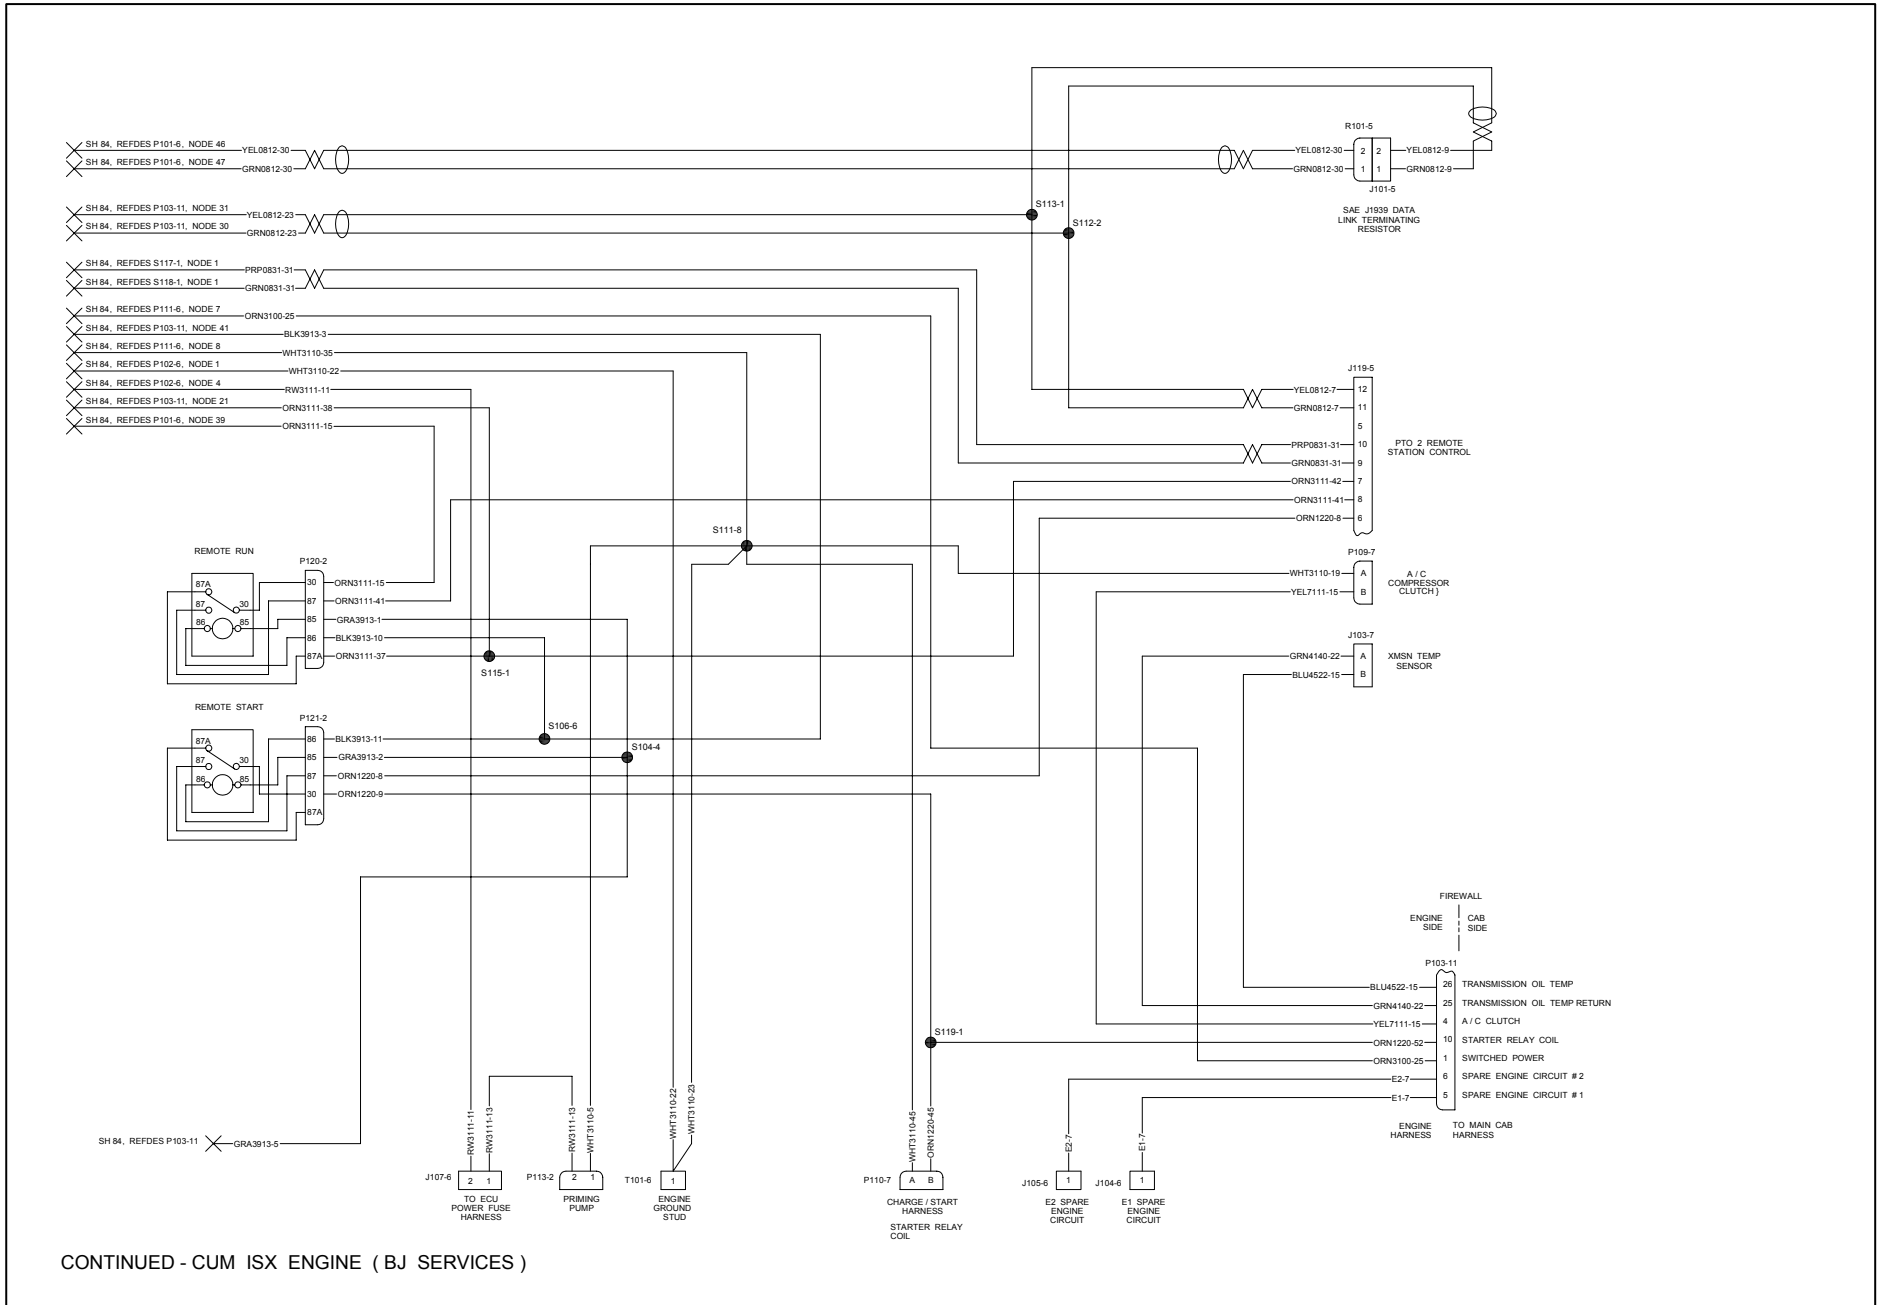 SH 84, REFDES P101-6, NODE 46
YEL0812-30
SH 84, REFDES P101-6, NODE 47
GRN0812-30
SH 84, REFDES P103-11, NODE 31
YEL0812-23
SH 84, REFDES P103-11, NODE 30
GRN0812-23
SH 84, REFDES S117-1, NODE 1
PRP0831-31
SH 84, REFDES S118-1, NODE 1
GRN0831-31
SH 84, REFDES P111-6, NODE 7
ORN3100-25
SH 84, REFDES P103-11, NODE 41
BLK3913-3
SH 84, REFDES P111-6, NODE 8
WHT3110-35
SH 84, REFDES P102-6, NODE 1
WHT3110-22
SH 84, REFDES P102-6, NODE 4
RW3111-11
SH 84, REFDES P103-11, NODE 21
ORN3111-38
SH 84, REFDES P101-6, NODE 39
ORN3111-15
R101-5
YEL0812-30 2 2 YEL0812-9
GRN0812-30 1 1 GRN0812-9
J101-5
SAE J1939 DATA
LINK TERMINATING
RESISTOR
S113-1
S112-2
J119-5
YEL0812-7 12
GRN0812-7 11
5
PRP0831-31 10
GRN0831-31 9
ORN3111-42 7
ORN3111-41 8
ORN1220-8 6
PTO 2 REMOTE
STATION CONTROL
S111-8
P109-7
WHT3110-19 A
YEL7111-15 B
A / C
COMPRESSOR
CLUTCH )
J103-7
GRN4140-22 A
BLU4522-15 B
XMSN TEMP
SENSOR
REMOTE RUN
P120-2
87A
87
30
86
85
30 ORN3111-15
87 ORN3111-41
85 GRA3913-1
86 BLK3913-10
87A ORN3111-37
S115-1
REMOTE START
P121-2
87A
87
30
86
85
86 BLK3913-11
85 GRA3913-2
87 ORN1220-8
30 ORN1220-9
87A
S106-6
S104-4
FIREWALL
ENGINE
SIDE
CAB
SIDE
P103-11
BLU4522-15 26 TRANSMISSION OIL TEMP
GRN4140-22 25 TRANSMISSION OIL TEMP RETURN
YEL7111-15 4 A / C CLUTCH
ORN1220-52 10 STARTER RELAY COIL
ORN3100-25 1 SWITCHED POWER
E2-7 6 SPARE ENGINE CIRCUIT # 2
E1-7 5 SPARE ENGINE CIRCUIT # 1
ENGINE
HARNESS
TO MAIN CAB
HARNESS
S119-1
SH 84, REFDES P103-11
GRA3913-5
RW3111-11
RW3111-13
J107-6 2 1
TO ECU
POWER FUSE
HARNESS
RW3111-13
WHT3110-5
P113-2 2 1
PRIMING
PUMP
WHT3110-22
WHT3110-23
T101-6 1
ENGINE
GROUND
STUD
WHT3110-45
ORN1220-45
P110-7 A B
CHARGE / START
HARNESS
STARTER RELAY
COIL
E2-7
J105-6 1
E2 SPARE
ENGINE
CIRCUIT
E1-7
J104-6 1
E1 SPARE
ENGINE
CIRCUIT
CONTINUED - CUM ISX ENGINE ( BJ SERVICES )